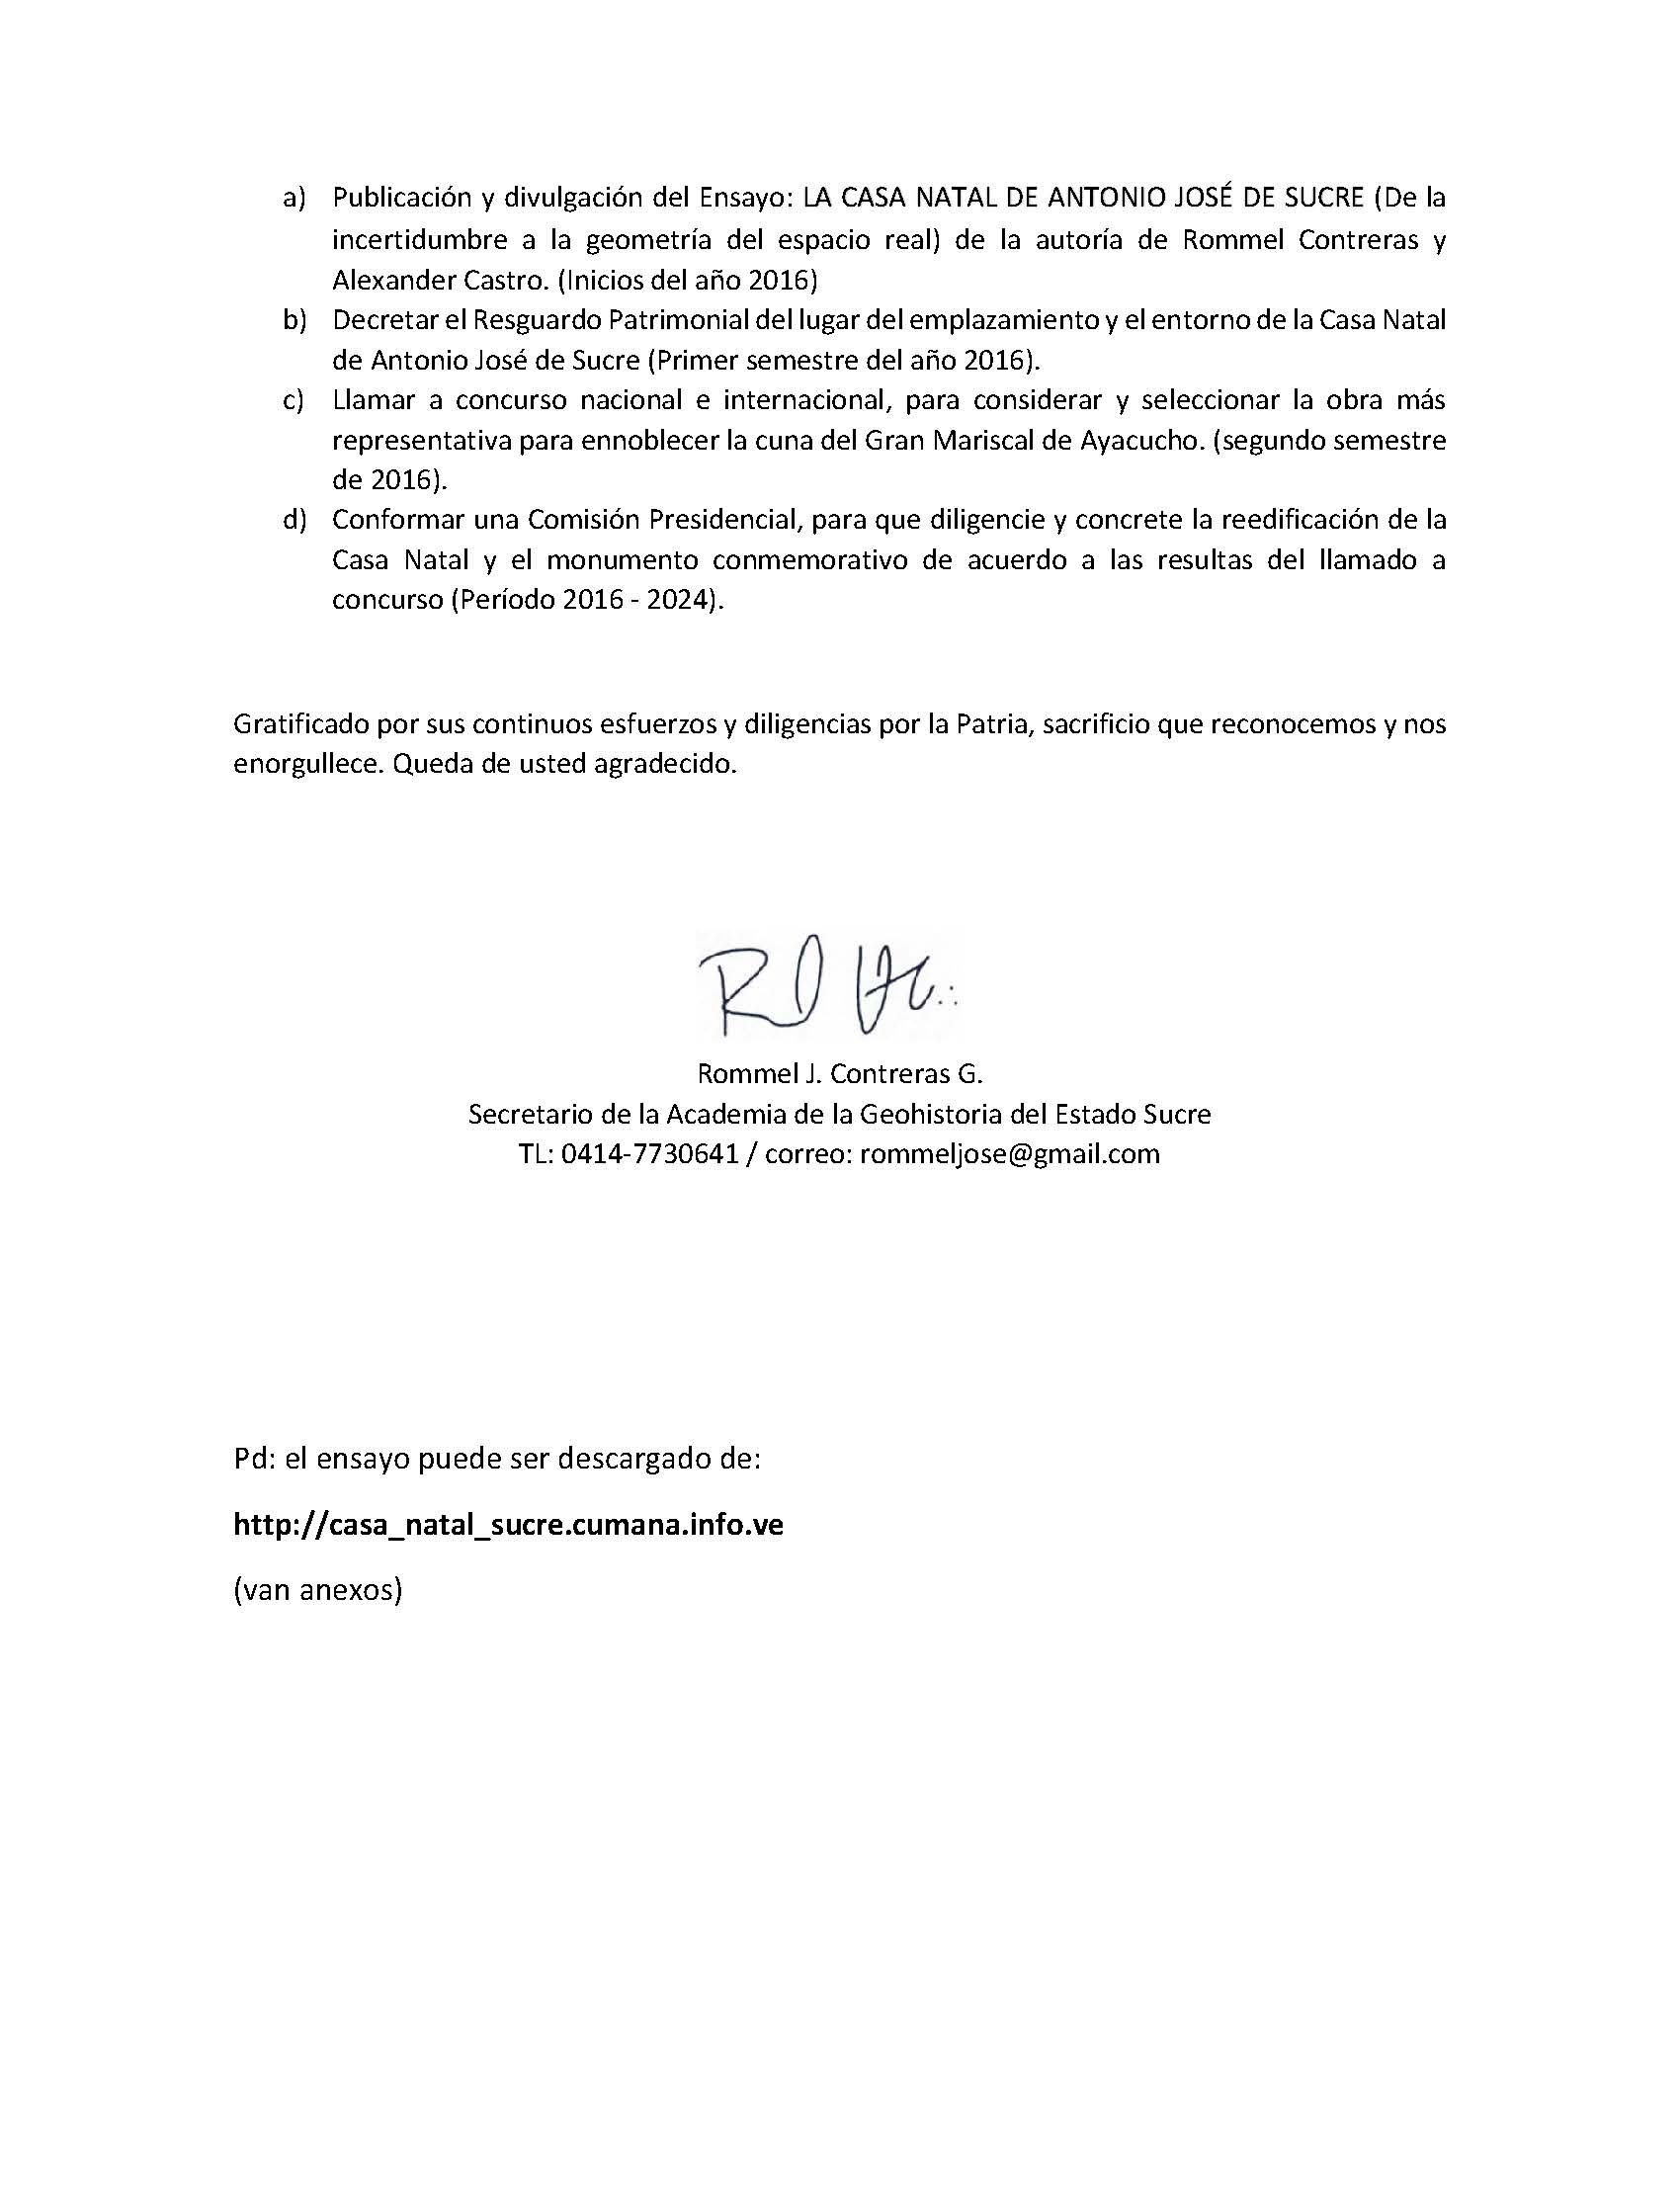 a) Publicación y divulgación del Ensayo: LA CASA NATAL DE ANTONIO JOSÉ DE SUCRE (De la
incertidumbre a la geometría del espacio real) de la autoría de Rommel Contreras y
Alexander Castro. (Inicios del año 2016)
b) Decretar el Resguardo Patrimonial del lugar del emplazamiento y el entorno de la Casa Natal
de Antonio José de Sucre (Primer semestre del año 2016).
c) Llamar a concurso nacional e internacional, para considerar y seleccionar la obra más
representativa para ennoblecer la cuna del Gran Mariscal de Ayacucho. (segundo semestre
de 2016).
d) Conformar una Comisión Presidencial, para que diligencie y concrete la reedificación de la
Casa Natal y el monumento conmemorativo de acuerdo a las resultas del llamado a
concurso (Período 2016 - 2024).
Gratificado por sus continuos esfuerzos y diligencias por la Patria, sacrificio que reconocemos y nos
enorgullece. Queda de usted agradecido.
Rommel J. Contreras G.
Secretario de la Academia de la Geohistoria del Estado Sucre
TL: 0414-7730641 / correo: rommeljose@gmail.com
Pd: el ensayo puede ser descargado de:
http://casa_natal_sucre.cumana.info.ve
(van anexos)